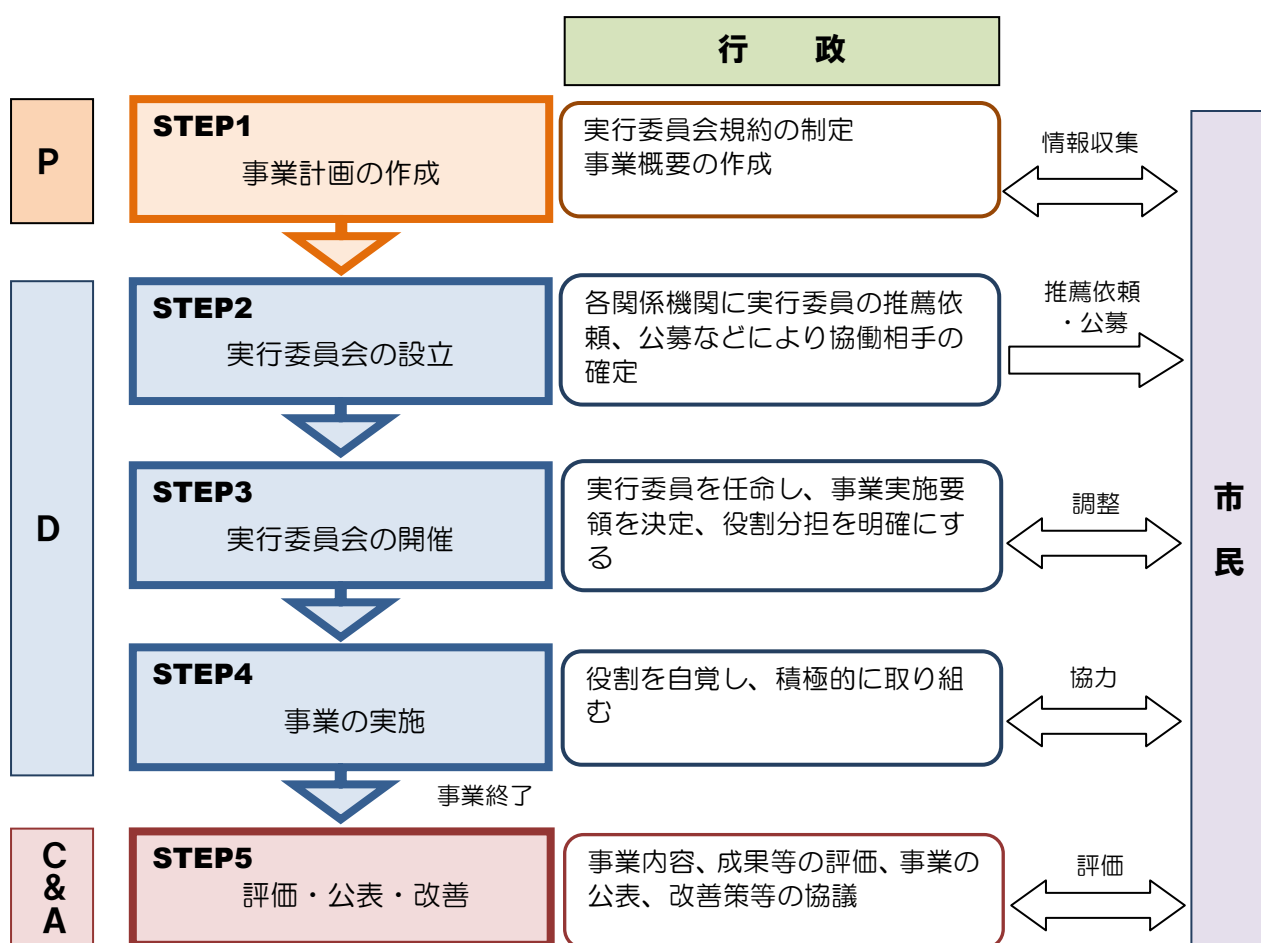 行　　政
P
STEP1
事業計画の作成
実行委員会規約の制定
事業概要の作成
情報収集
D
STEP2
実行委員会の設立
各関係機関に実行委員の推薦依
頼、公募などにより協働相手の
確定
推薦依頼
・公募
STEP3
実行委員会の開催
実行委員を任命し、事業実施要
領を決定、役割分担を明確にす
る
調整
STEP4
事業の実施
役割を自覚し、積極的に取り組
む
協力
事業終了
C
&
A
STEP5
評価・公表・改善
事業内容、成果等の評価、事業の
公表、改善策等の協議
評価
市
民